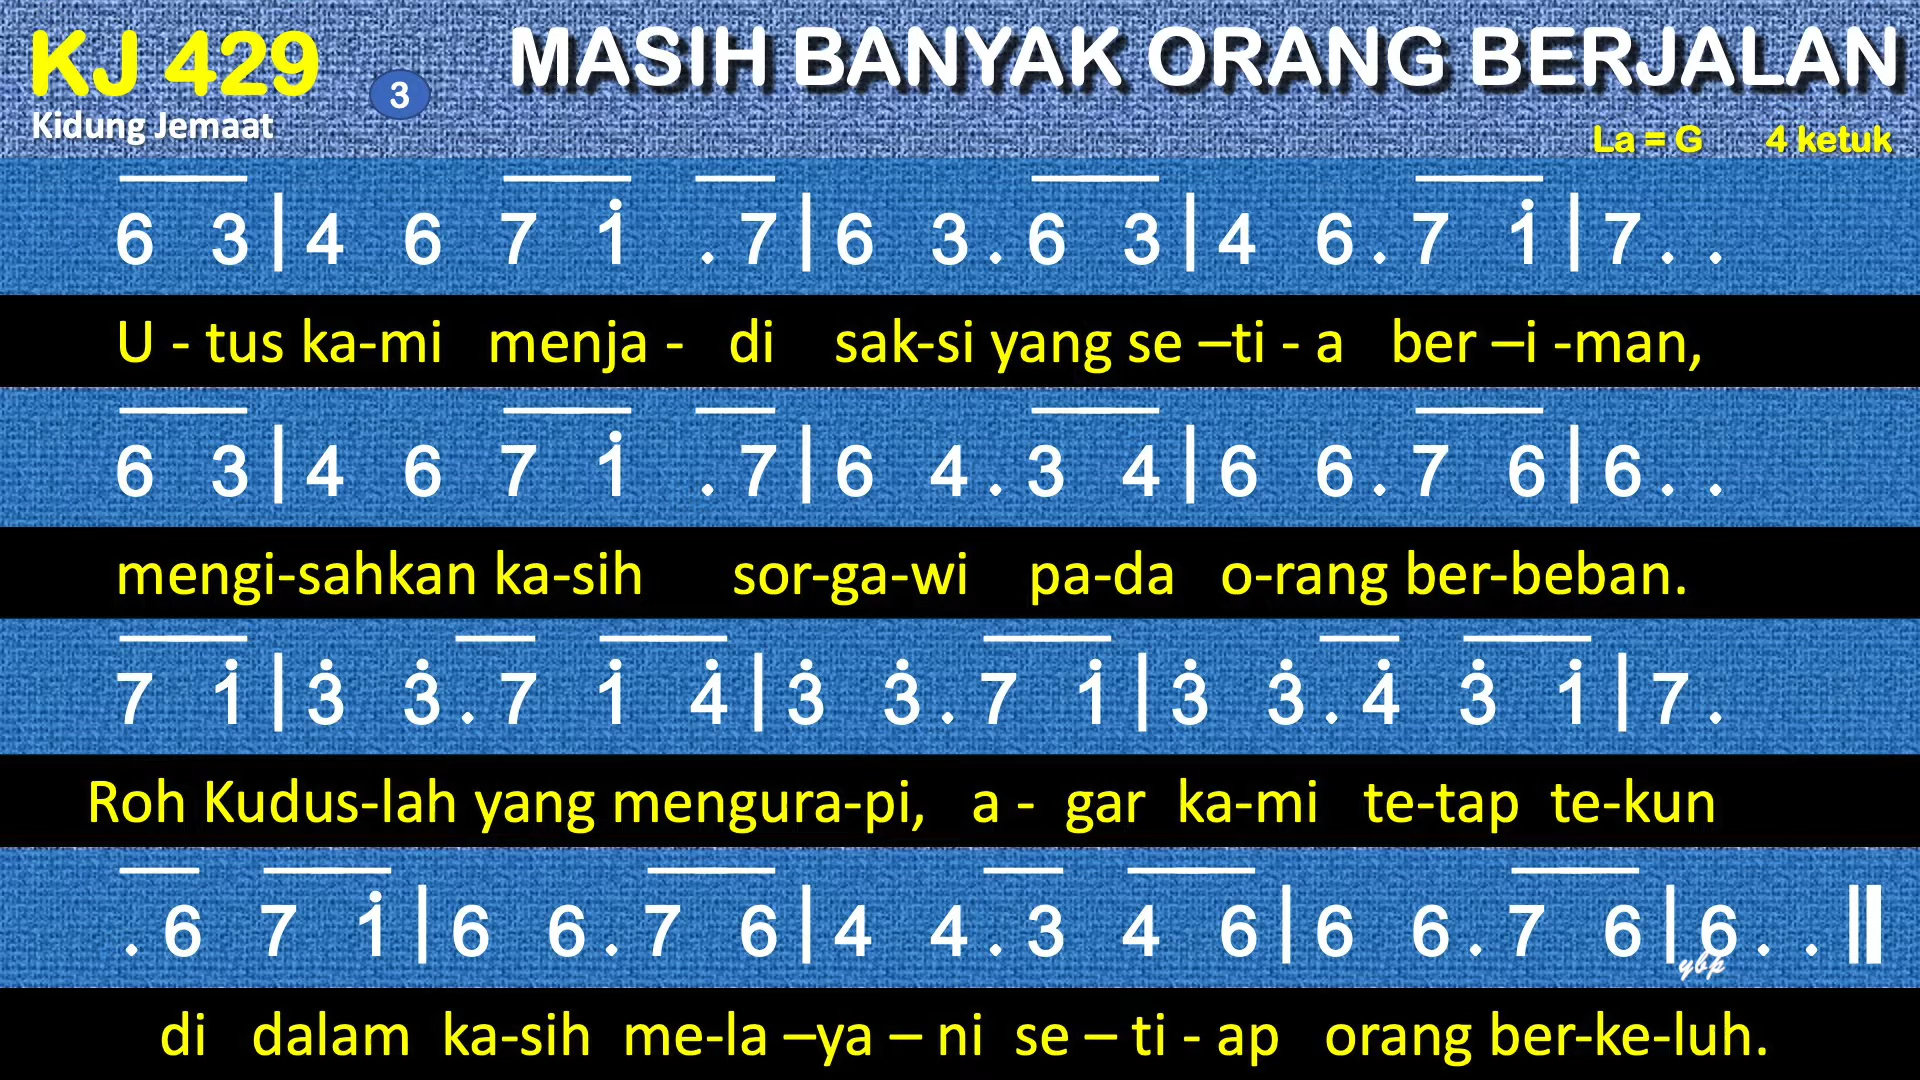 KJ 429
Kidung Jemaat
3
MASIH BANYAK ORANG BERJALAN
La = G 4 ketuk
6 3 | 4 6 7 1̇ . 7 | 6 3 . 6 3 | 4 6 . 7 1̇ | 7 . .
U - tus ka-mi menja - di sak-si yang se –ti - a ber –i -man,
6 3 | 4 6 7 1̇ . 7 | 6 4 . 3 4 | 6 6 . 7 6 | 6 . .
mengi-sahkan ka-sih sor-ga-wi pa-da o-rang ber-beban.
7 1̇ | 3̇ 3̇ . 7 1̇ 4̇ | 3̇ 3̇ . 7 1̇ | 3̇ 3̇ . 4̇ 3̇ 1̇ | 7 .
Roh Kudus-lah yang mengura-pi, a - gar ka-mi te-tap te-kun
. 6 7 1̇ | 6 6 . 7 6 | 4 4 . 3 4 6 | 6 6 . 7 6 | 6 . . ||
ybp
di dalam ka-sih me-la –ya – ni se – ti - ap orang ber-ke-luh.